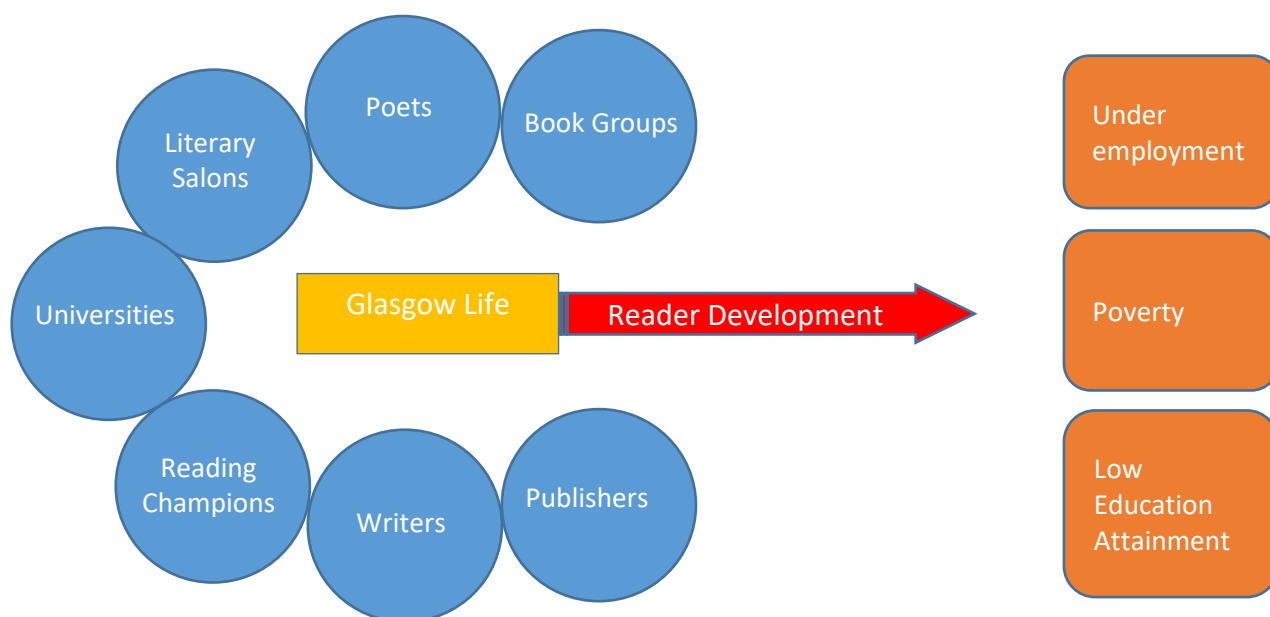 Poets
Book Groups
Literary
Salons
Universities
Reading
Champions
Writers
Publishers
Glasgow Life
Reader Development
Under
employment
Poverty
Low
Education
Attainment